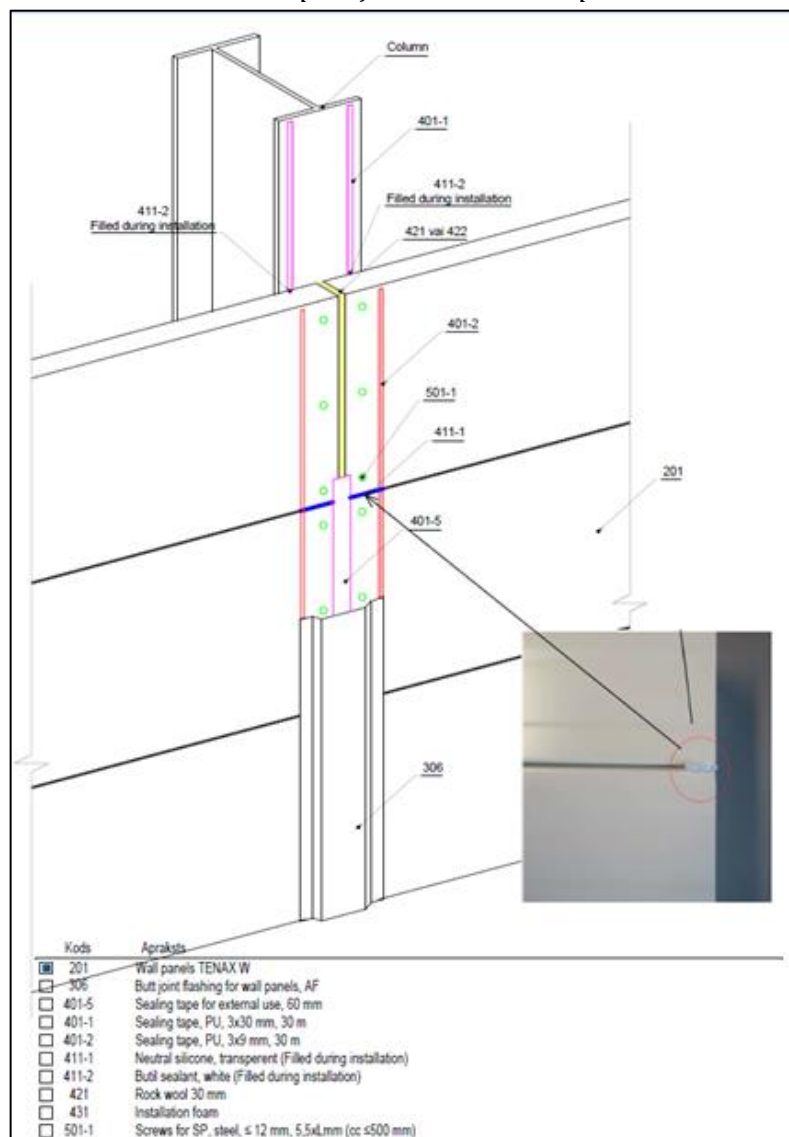 Column
401-1
411-2
Filled during installation
411-2
Filled during installation
421 vai 422
401-2
501-1
411-1
201
401-5
306
Kods Apraksts
201 Wall panels TENAX W
306 Butt joint flashing for wall panels, AF
401-5 Sealing tape for external use, 60 mm
401-1 Sealing tape, PU, 3x30 mm, 30 m
401-2 Sealing tape, PU, 3x9 mm, 30 m
411-1 Neutral silicone, transperent (Filled during installation)
411-2 Butil sealant, white (Filled during installation)
421 Rock wool 30 mm
431 Installation foam
501-1 Screws for SP, steel, ≤ 12 mm, 5,5xLmm (cc ≤500 mm)